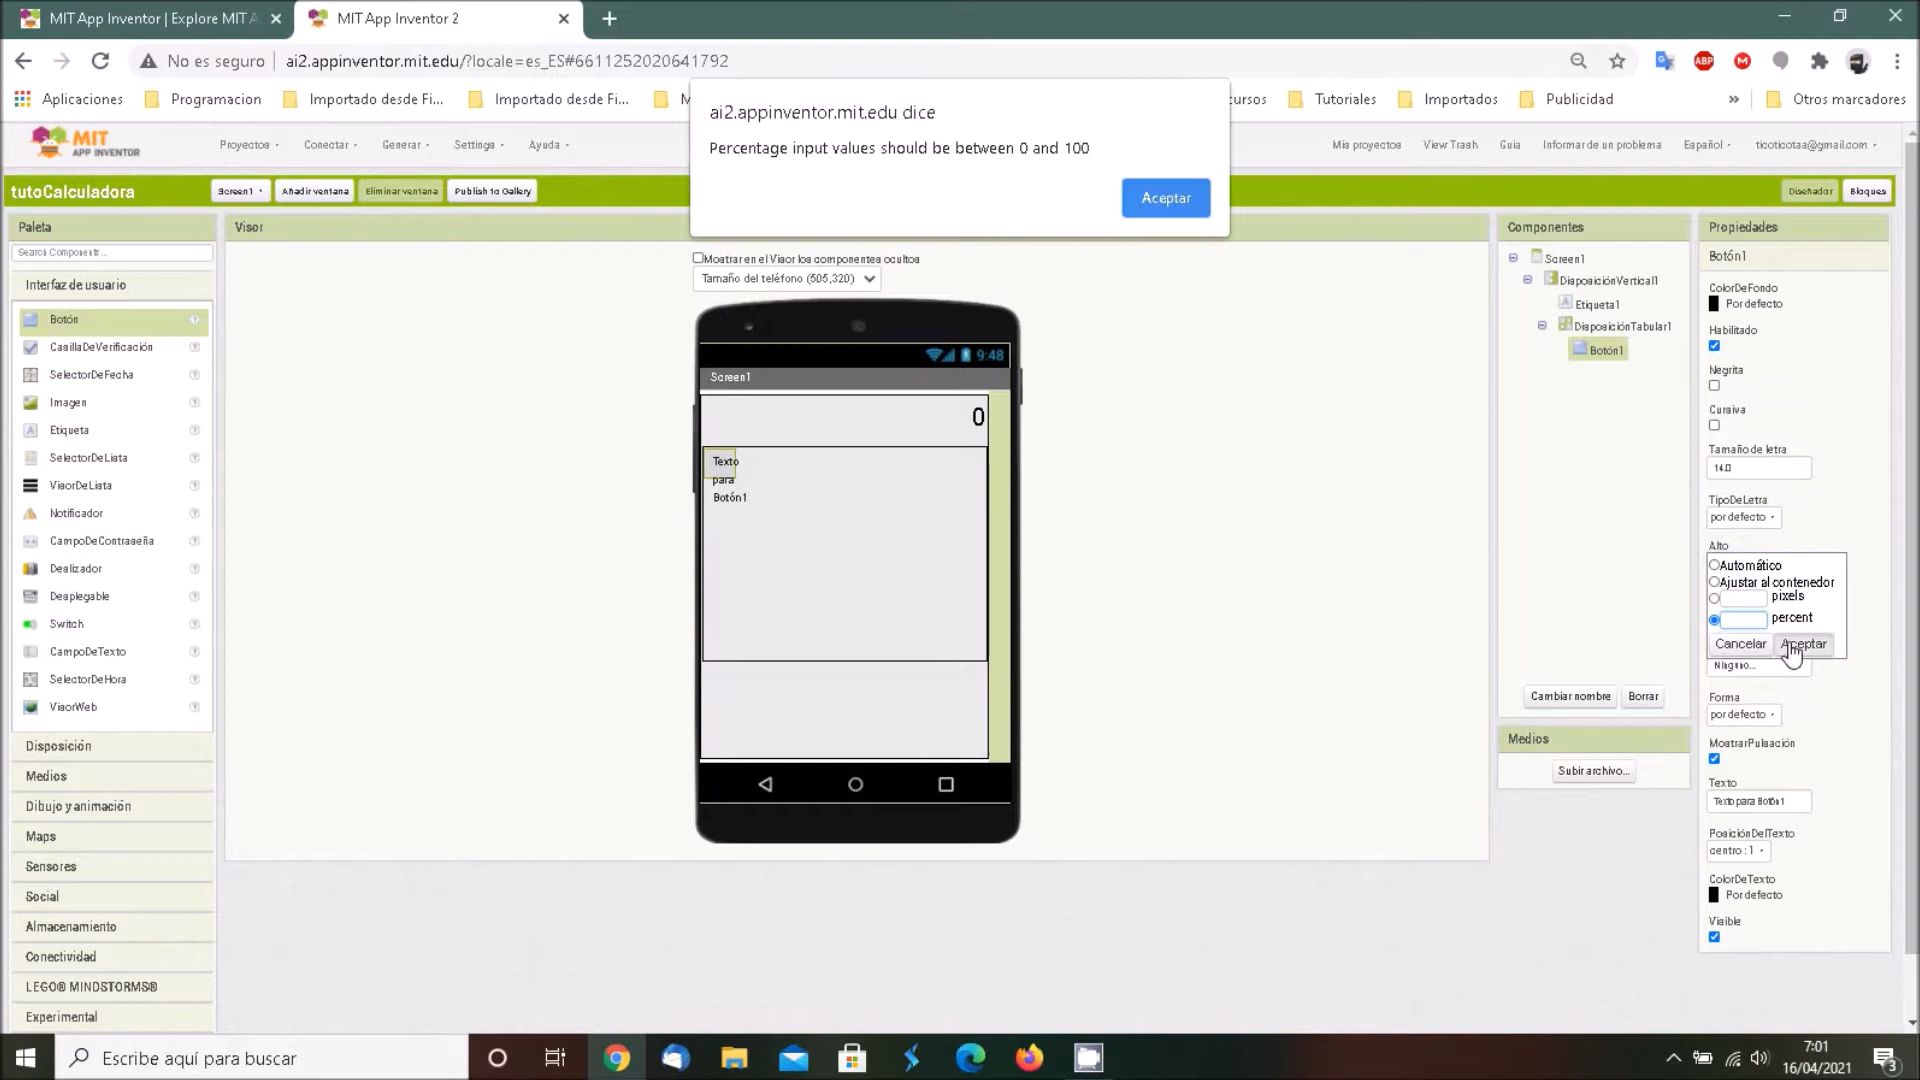 MIT App Inventor | Explore MIT A
MIT App Inventor 2
No es seguro
ai2.appinventor.mit.edu/?locale=es_ES#6611252020641792
Aplicaciones
Programacion
Importado desde Fi...
Importado desde Fi...
M
ursos
Tutoriales
Importados
Publicidad
»
Otros marcadores
ai2.appinventor.mit.edu dice
Percentage input values should be between 0 and 100
Aceptar
MIT
APP INVENTOR
Proyectos
Conectar
Generar
Settings
Ayuda
Mis proyectos
View Trash
Guía
Informar de un problema
Español
ticoticotaa@gmail.com
tutoCalculadora
Screen1
Añadir ventana
Eliminar ventana
Publish to Gallery
Diseñador
Bloques
Paleta
Search Components...
Interfaz de usuario
Botón
CasillaDeVerificación
SelectorDeFecha
Imagen
Etiqueta
SelectorDeLista
VisorDeLista
Notificador
CampoDeContraseña
Deslizador
Desplegable
Switch
CampoDeTexto
SelectorDeHora
VisorWeb
Disposición
Medios
Dibujo y animación
Maps
Sensores
Social
Almacenamiento
Conectividad
LEGO® MINDSTORMS®
Experimental
Visor
Mostrar en el Visor los componentes ocultos
Tamaño del teléfono (505,320)
9:48
Screen1
0
Texto
para
Botón1
Componentes
Screen1
DisposiciónVertical1
Etiqueta1
DisposiciónTabular1
Botón1
Cambiar nombre
Borrar
Medios
Subir archivo...
Propiedades
Botón1
ColorDeFondo
Por defecto
Habilitado
Negrita
Cursiva
Tamaño de letra
14.0
TipoDeLetra
por defecto
Alto
Automático
Ajustar al contenedor
pixels
percent
Cancelar
Aceptar
Ninguno...
Forma
por defecto
MostrarPulsación
Texto
Texto para Botón1
PosiciónDelTexto
centro : 1
ColorDeTexto
Por defecto
Visible
Escribe aquí para buscar
7:01
16/04/2021
3